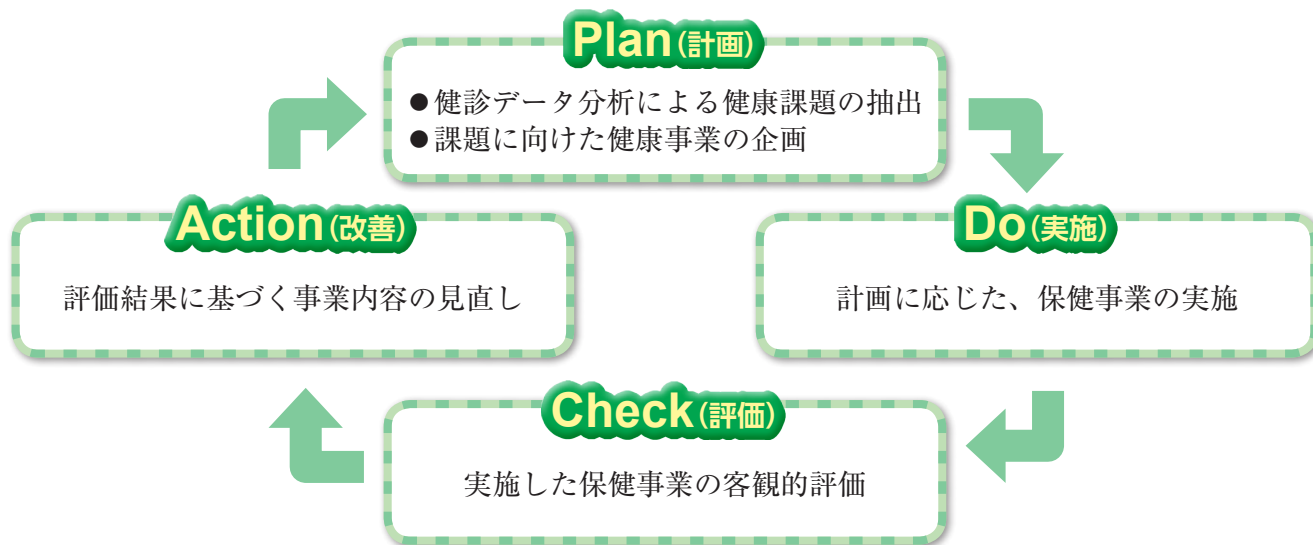 Plan(計画)
●健診データ分析による健康課題の抽出
●課題に向けた健康事業の企画
Do(実施)
計画に応じた、保健事業の実施
Check(評価)
実施した保健事業の客観的評価
Action(改善)
評価結果に基づく事業内容の見直し